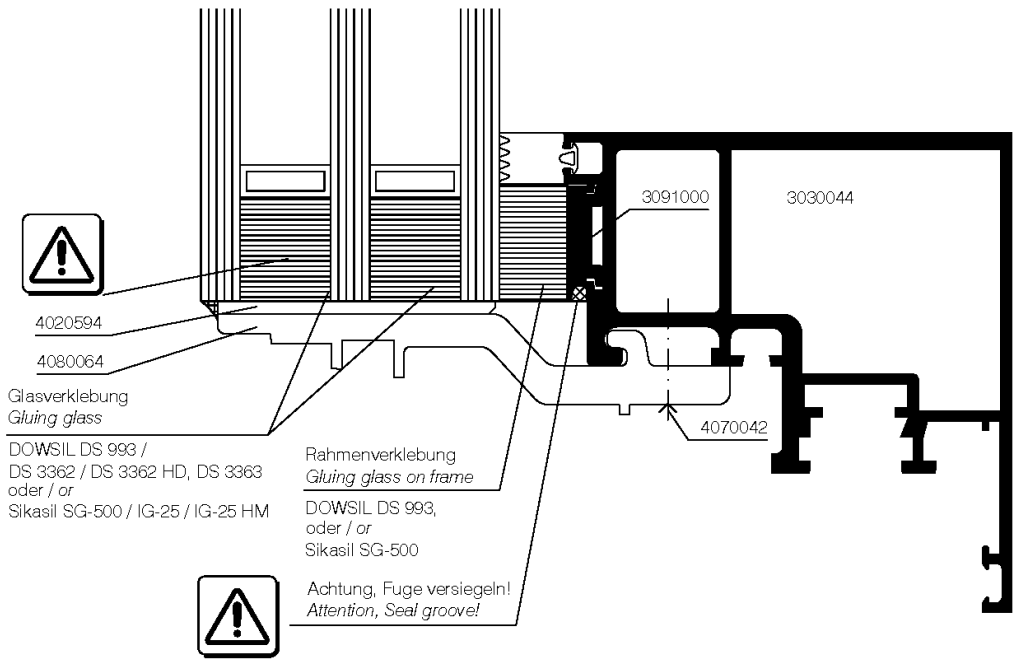 3091000
3030044
4020594
4080064
Glasverklebung
Gluing glass
DOWSIL DS 993 /
DS 3362 / DS 3362 HD, DS 3363
oder / or
Sikasil SG-500 / IG-25 / IG-25 HM
4070042
Rahmenverklebung
Gluing glass on frame
DOWSIL DS 993,
oder / or
Sikasil SG-500
Achtung, Fuge versiegeln!
Attention, Seal groove!